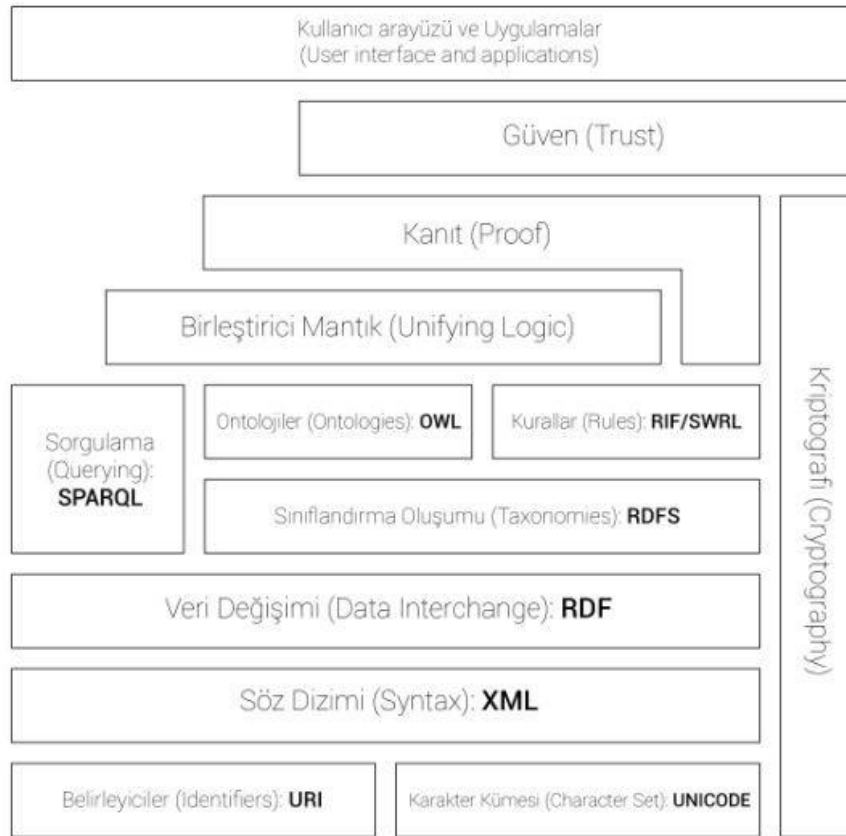 Kullanıcı arayüzü ve Uygulamalar
(User interface and applications)
Güven (Trust)
Kanıt (Proof)
Birleştirici Mantık (Unifying Logic)
Sorgulama
(Querying):
SPARQL
Ontolojiler (Ontologies): OWL
Kurallar (Rules): RIF/SWRL
Sınıflandırma Oluşumu (Taxonomies): RDFS
Veri Değişimi (Data Interchange): RDF
Söz Dizimi (Syntax): XML
Belirleyiciler (Identifiers): URI
Karakter Kümesi (Character Set): UNICODE
Kriptografi (Cryptography)